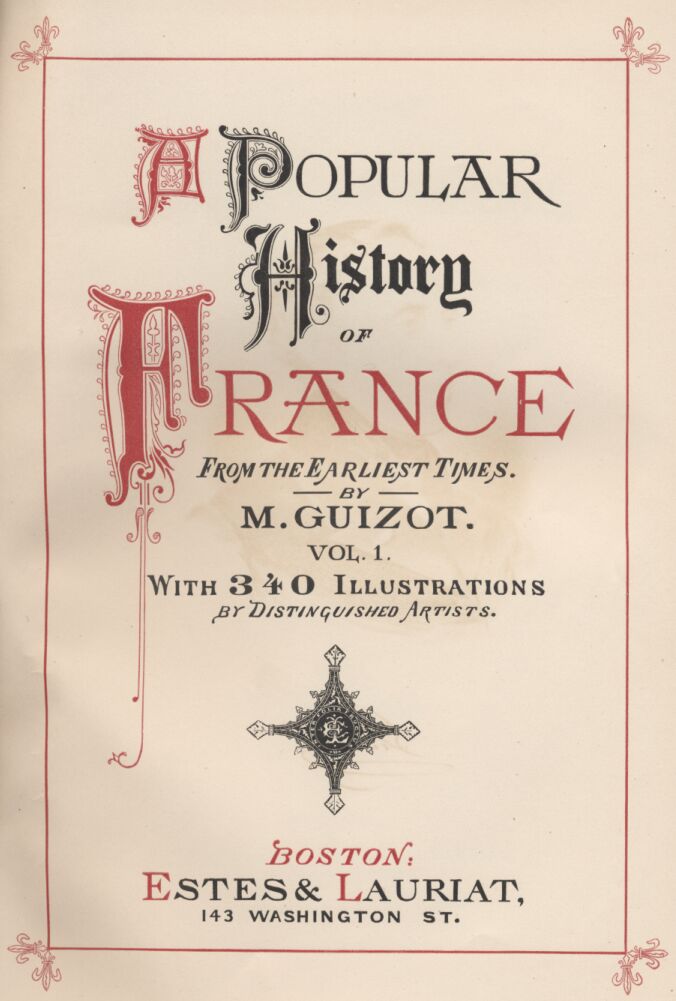 A POPULAR
History
OF
FRANCE
FROM THE EARLIEST TIMES.
BY
M. GUIZOT.
VOL. 1.
WITH 340 ILLUSTRATIONS
BY DISTINGUISHED ARTISTS.
BOSTON:
ESTES & LAURIAT,
143 WASHINGTON ST.